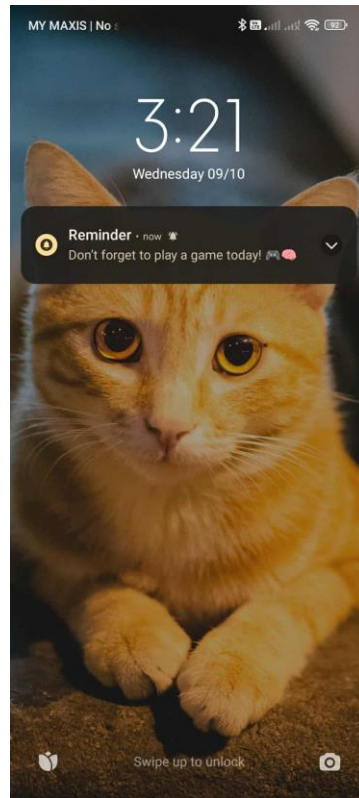 MY MAXIS | No
92
3:21
Wednesday 09/10
Reminder · now
Don't forget to play a game today! 🎮🧠
Swipe up to unlock